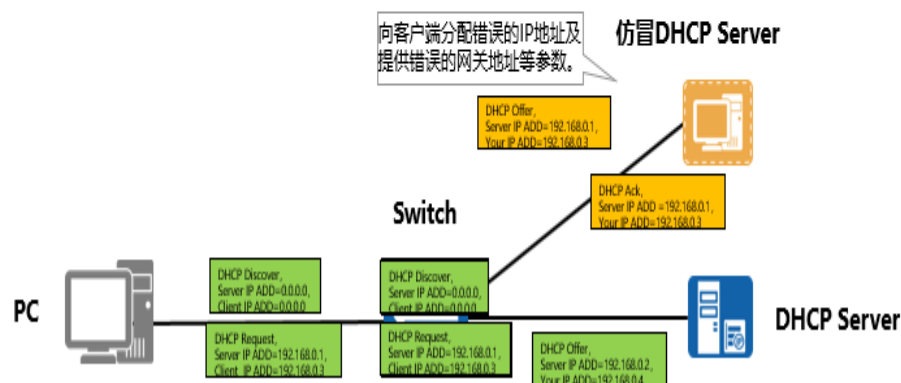 向客户端分配错误的IP地址及
提供错误的网关地址等参数。
仿冒DHCP Server
DHCP Offer,
Server IP ADD=192.168.0.1,
Your IP ADD=192.168.0.3
DHCP Ack,
Server IP ADD =192.168.0.1,
Your IP ADD=192.168.0.3
Switch
DHCP Discover,
Server IP ADD=0.0.0.0,
Client IP ADD=0.0.0.0
DHCP Discover,
Server IP ADD=0.0.0.0,
Client IP ADD=0.0.0.0
PC
DHCP Server
DHCP Request,
Server IP ADD=192.168.0.1,
Client IP ADD=192.168.0.3
DHCP Request,
Server IP ADD=192.168.0.1,
Client IP ADD=192.168.0.3
DHCP Offer,
Server IP ADD=192.168.0.2,
Your IP ADD=192.168.0.4